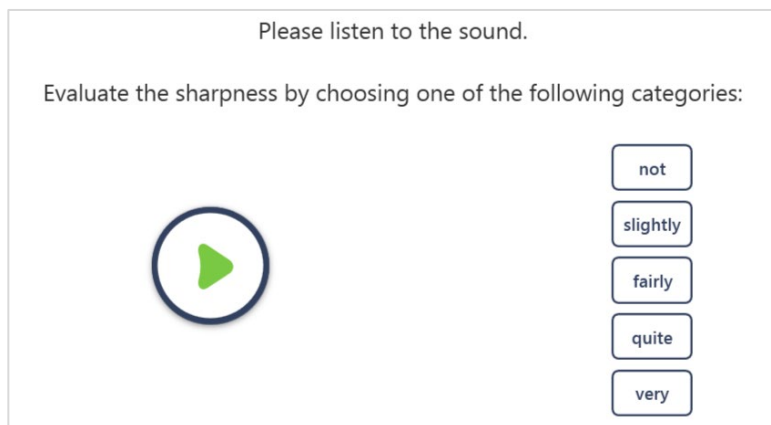 Please listen to the sound.
Evaluate the sharpness by choosing one of the following categories:
not
slightly
fairly
quite
very